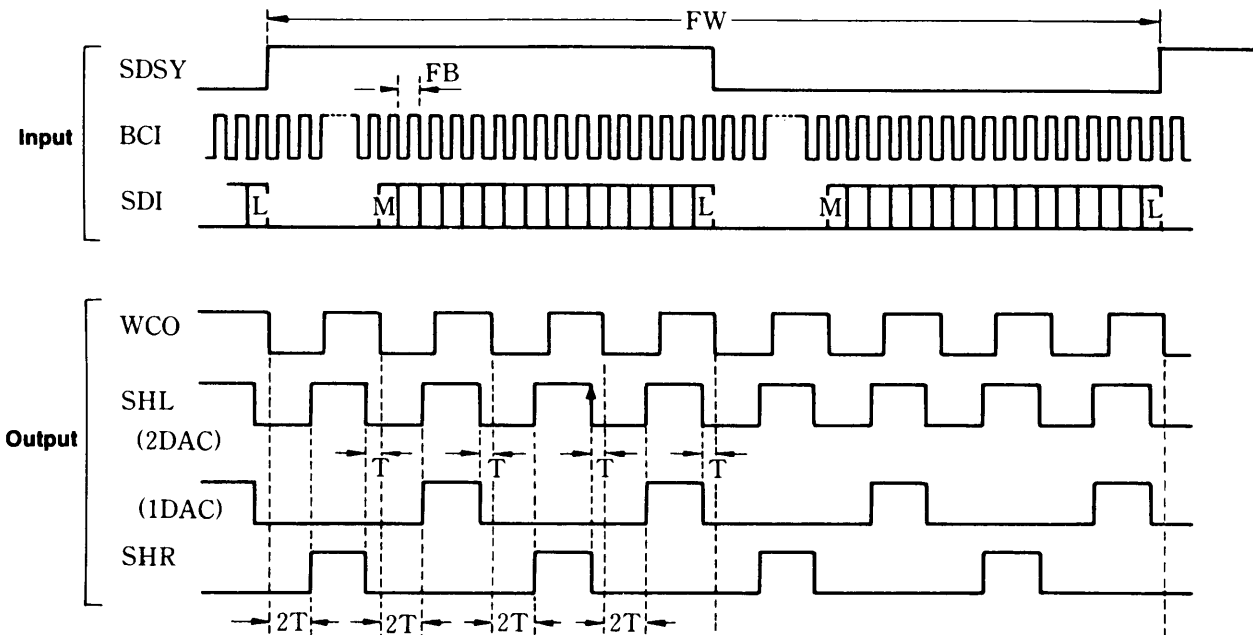 FW
SDSY
FB
Input
BCI
SDI
L
M
L
M
L
WCO
SHL
Output
(2DAC)
T
T
T
T
(1DAC)
SHR
2T
2T
2T
2T